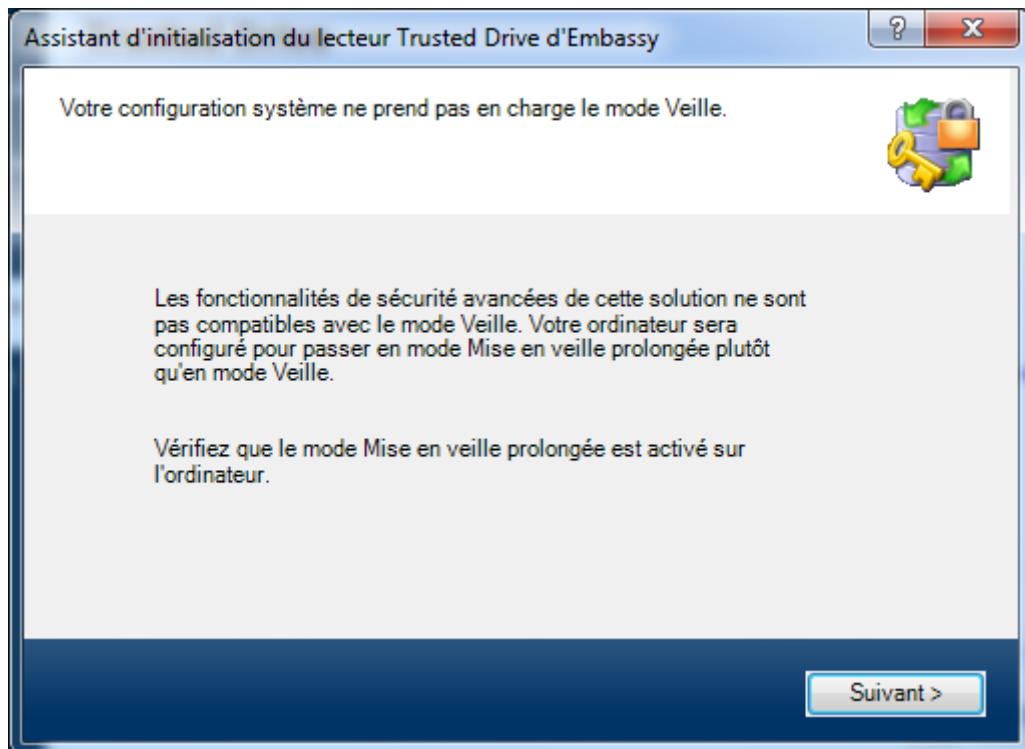 Assistant d'initialisation du lecteur Trusted Drive d'Embassy
Votre configuration système ne prend pas en charge le mode Veille.
Les fonctionnalités de sécurité avancées de cette solution ne sont
pas compatibles avec le mode Veille. Votre ordinateur sera
configuré pour passer en mode Mise en veille prolongée plutôt
qu'en mode Veille.
Vérifiez que le mode Mise en veille prolongée est activé sur
l'ordinateur.
Suivant >